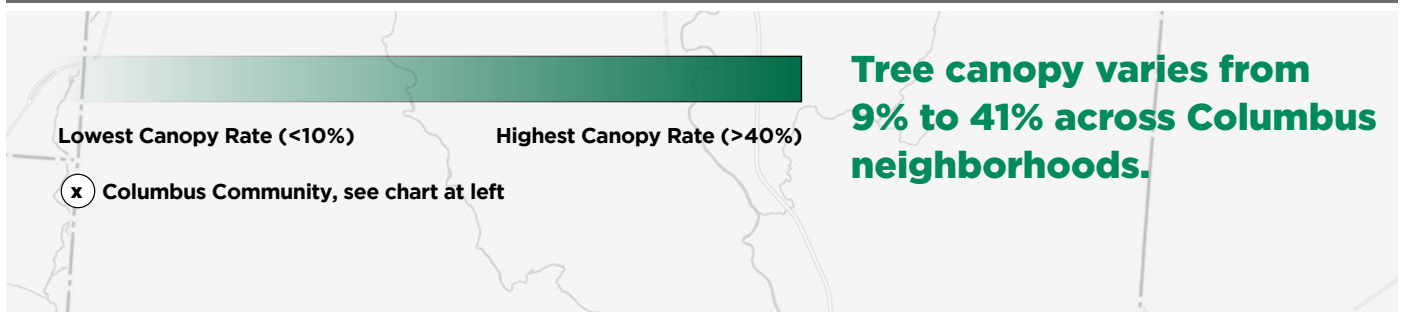 Lowest Canopy Rate (<10%)
Highest Canopy Rate (>40%)
x Columbus Community, see chart at left
Tree canopy varies from
9% to 41% across Columbus
neighborhoods.